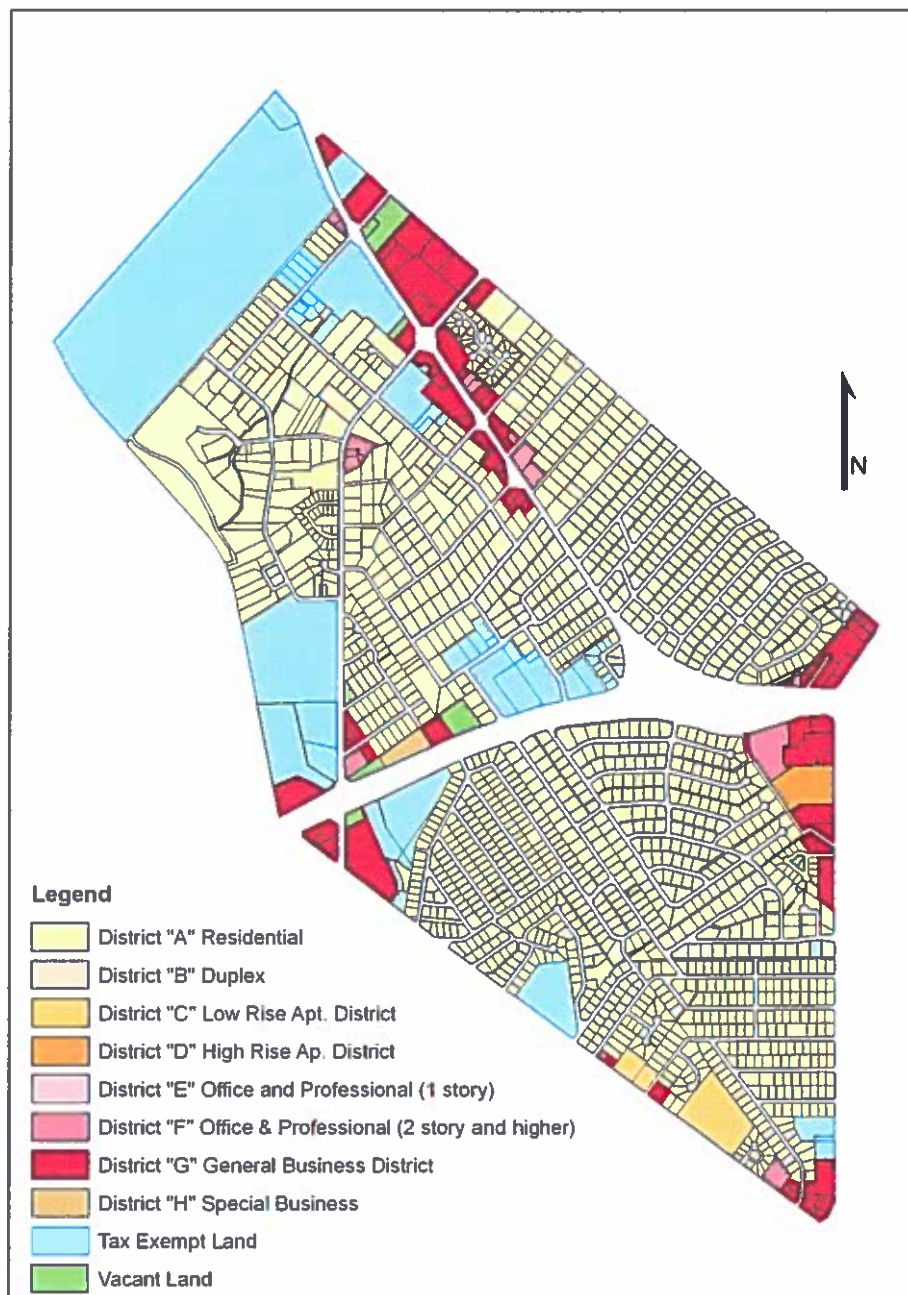 N
Legend
District "A" Residential
District "B" Duplex
District "C" Low Rise Apt. District
District "D" High Rise Ap. District
District "E" Office and Professional (1 story)
District "F" Office & Professional (2 story and higher)
District "G" General Business District
District "H" Special Business
Tax Exempt Land
Vacant Land